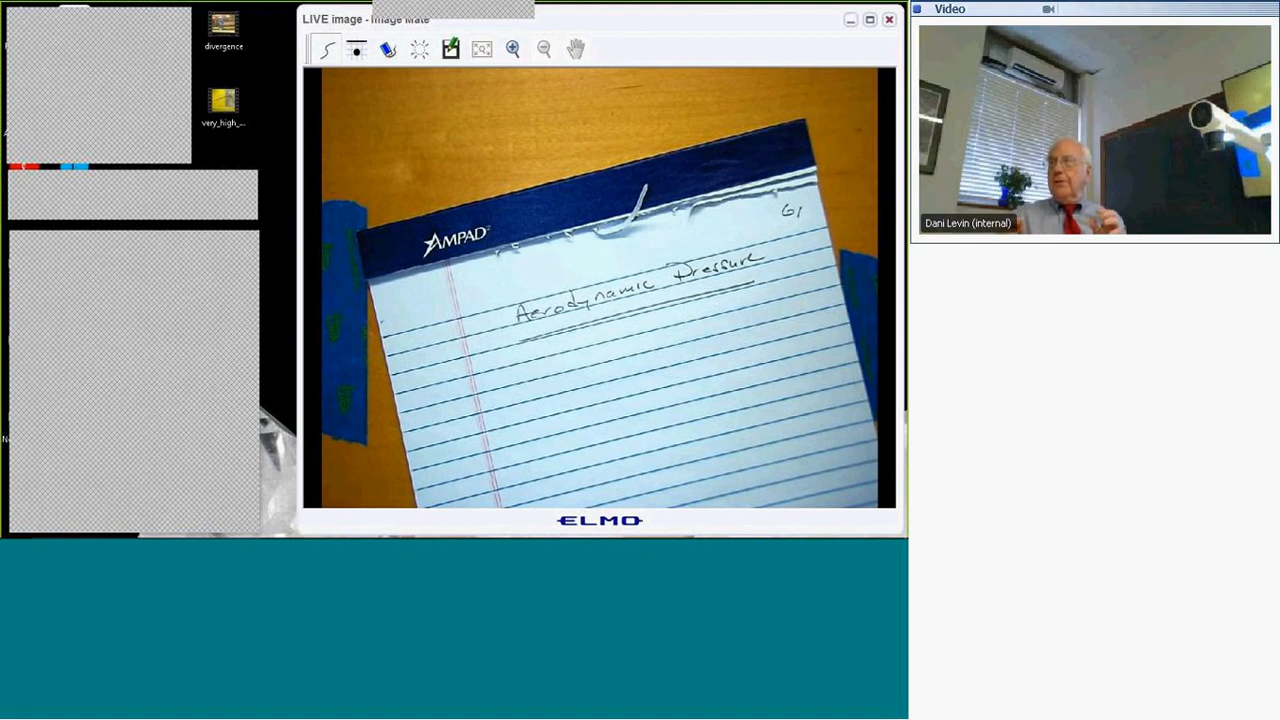 divergence
very_high_...
LIVE image - Image Mate
AMPAD
61
Aerodynamic Pressure
ELMO
Video
Dani Levin (internal)